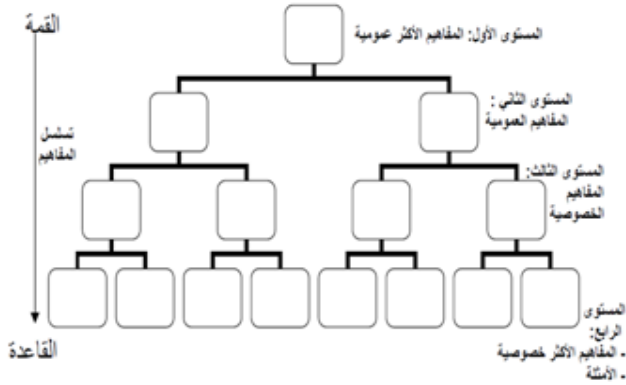 القمة
المستوى الأول: المفاهيم الأكثر عمومية
المستوى الثاني :
المفاهيم العمومية
تسلسل
المفاهيم
المستوى الثالث:
المفاهيم
الخصوصية
المستوى
الرابع:
- المفاهيم الأكثر خصوصية
- الأمثلة
القاعدة